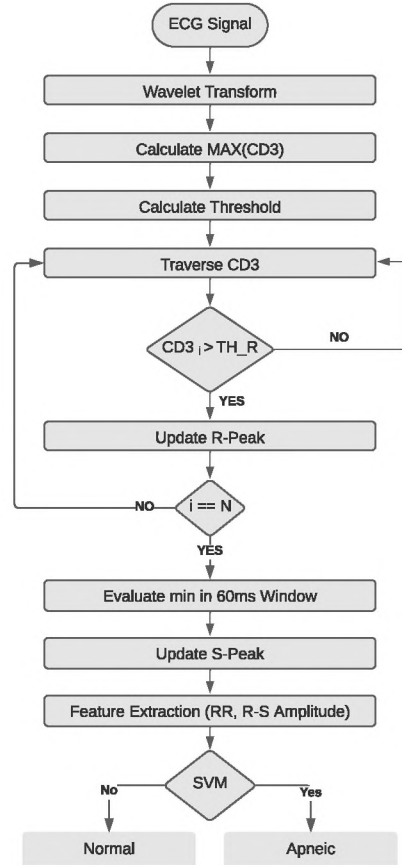 ECG Signal
Wavelet Transform
Calculate MAX(CD3)
Calculate Threshold
Traverse CD3
CD3 i > TH_R
NO
YES
Update R-Peak
NO
i == N
YES
Evaluate min in 60ms Window
Update S-Peak
Feature Extraction (RR, R-S Amplitude)
No
SVM
Yes
Normal
Apneic